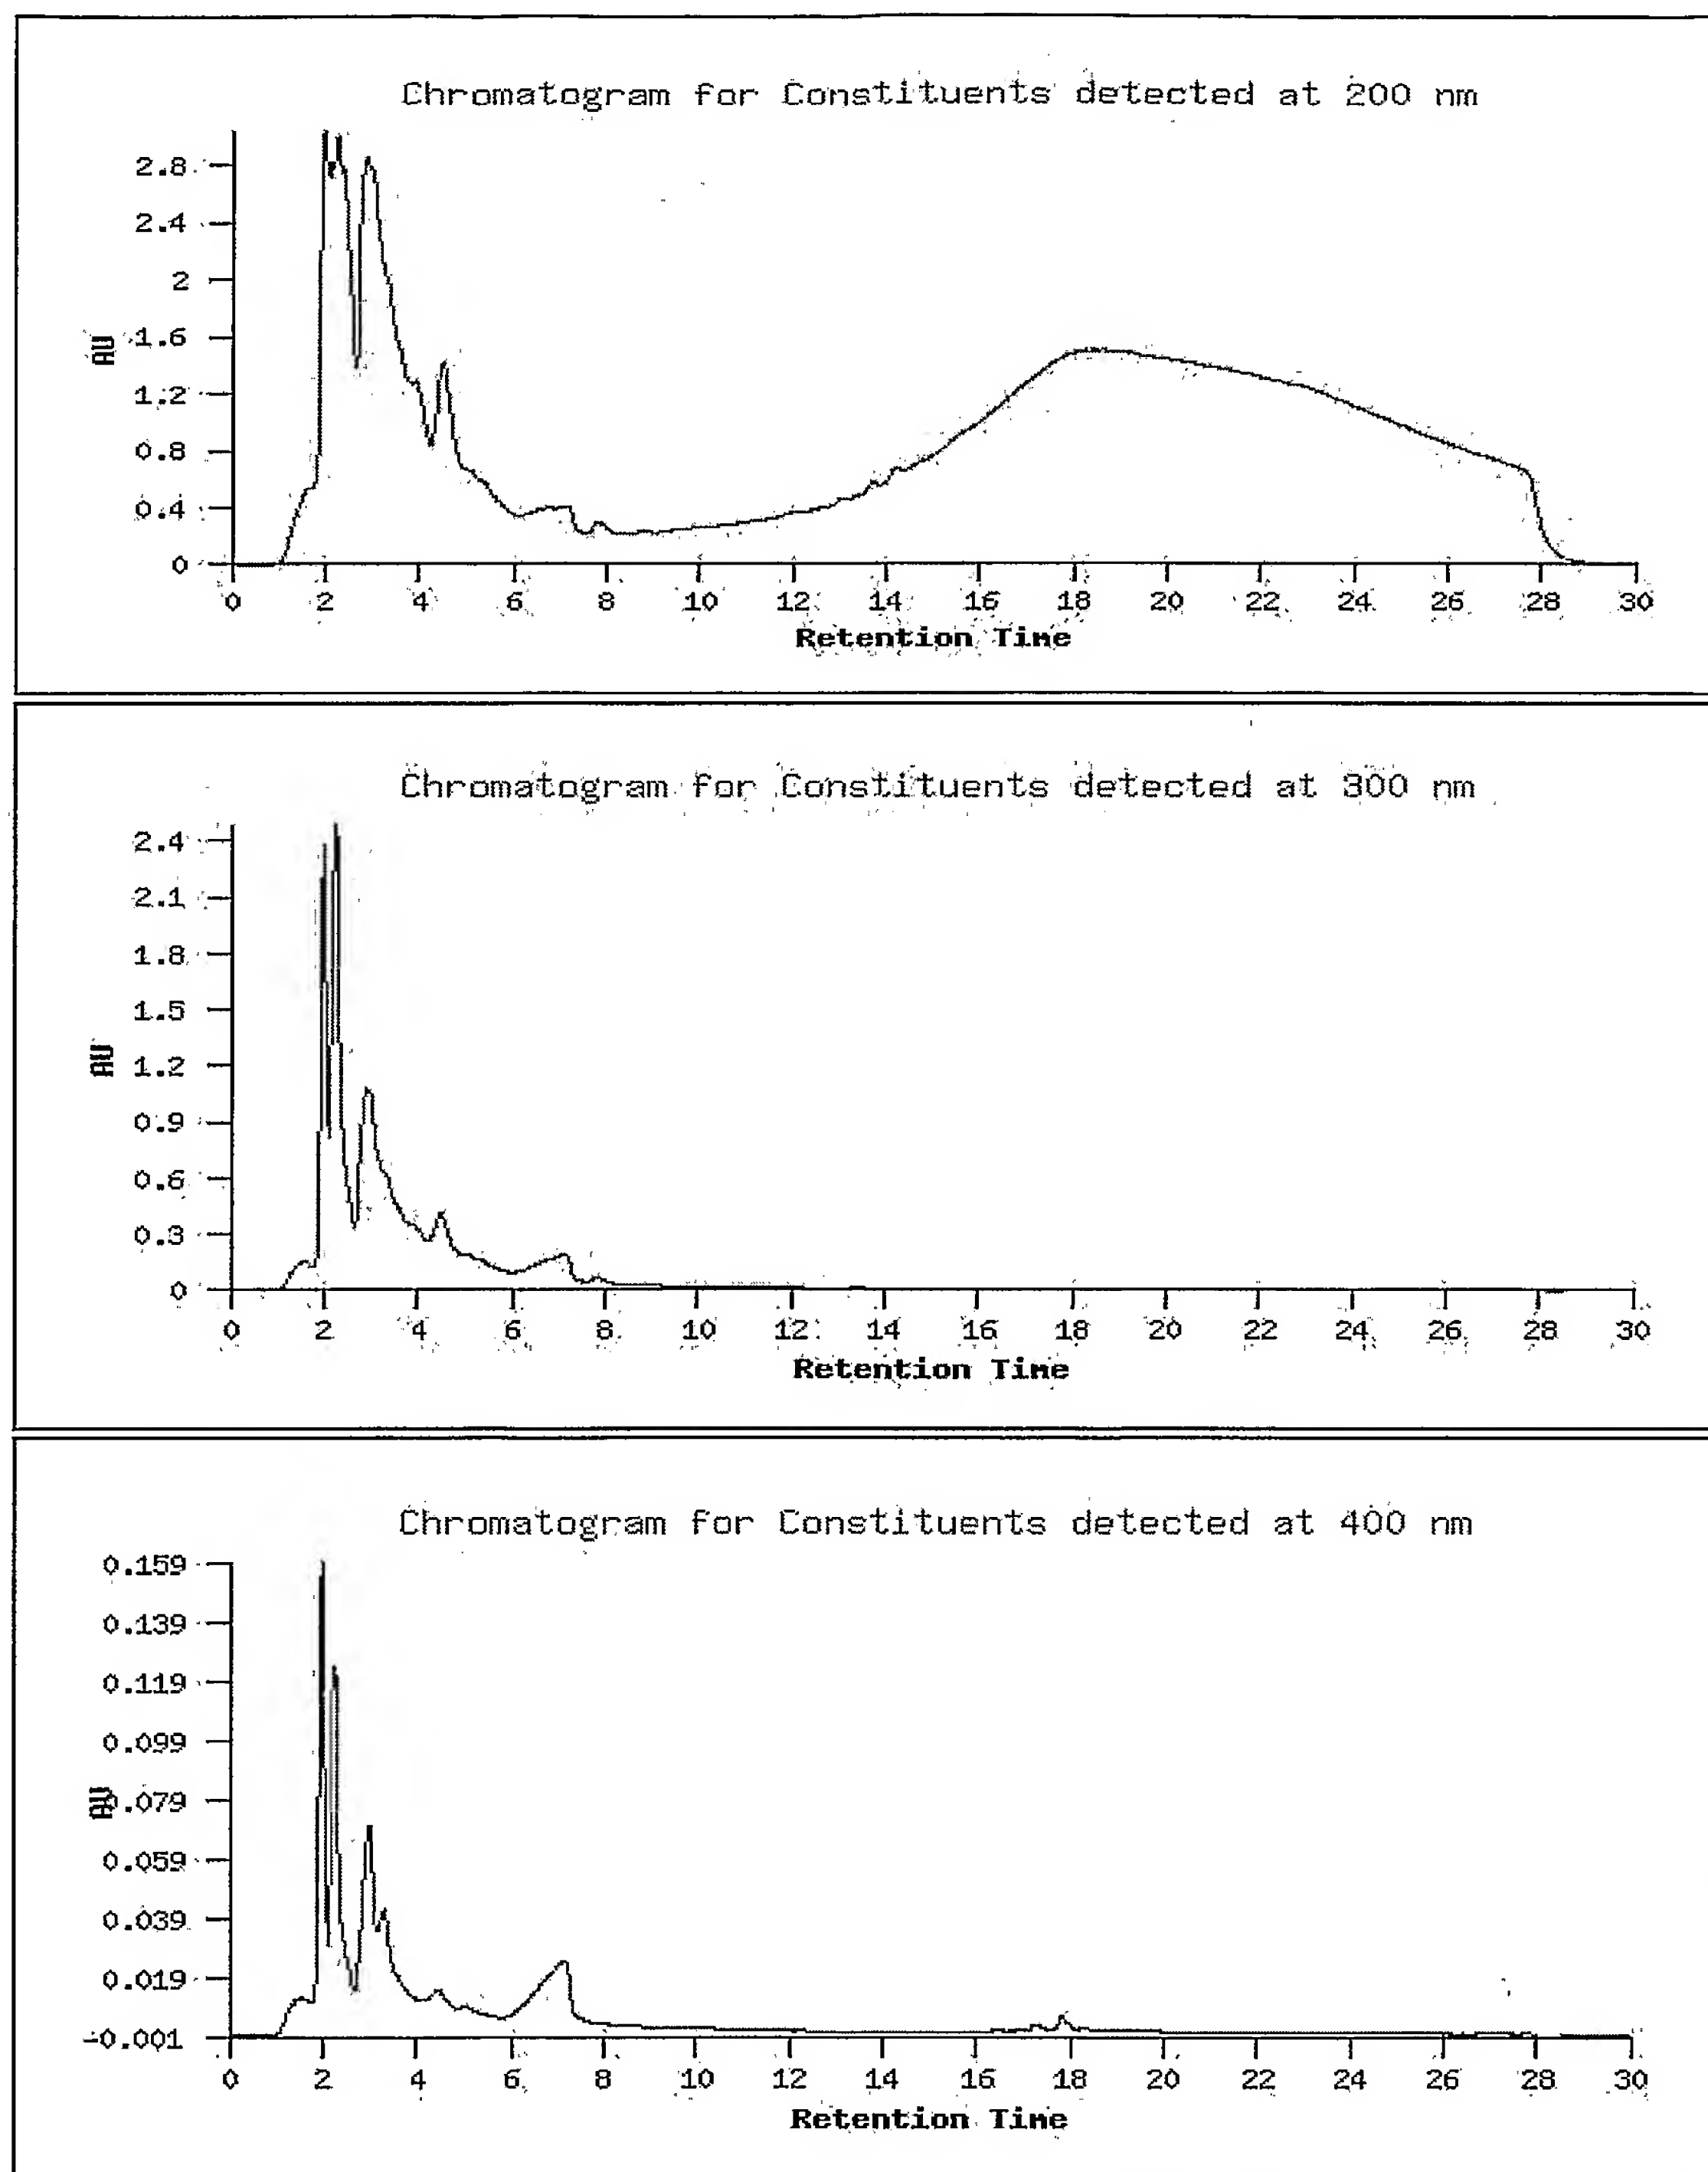 Chromatogram for Constituents detected at 200 nm
2.8
2.4
2
1.6
AU
1.2
0.8
0.4
0
0 2 4 6 8 10 12 14 16 18 20 22 24 26 28 30
Retention Time
Chromatogram for Constituents detected at 300 nm
2.4
2.1
1.8
1.5
AU
1.2
0.9
0.6
0.3
0
0 2 4 6 8 10 12 14 16 18 20 22 24 26 28 30
Retention Time
Chromatogram for Constituents detected at 400 nm
0.159
0.139
0.119
0.099
AU
0.079
0.059
0.039
0.019
-0.001
0 2 4 6 8 10 12 14 16 18 20 22 24 26 28 30
Retention Time